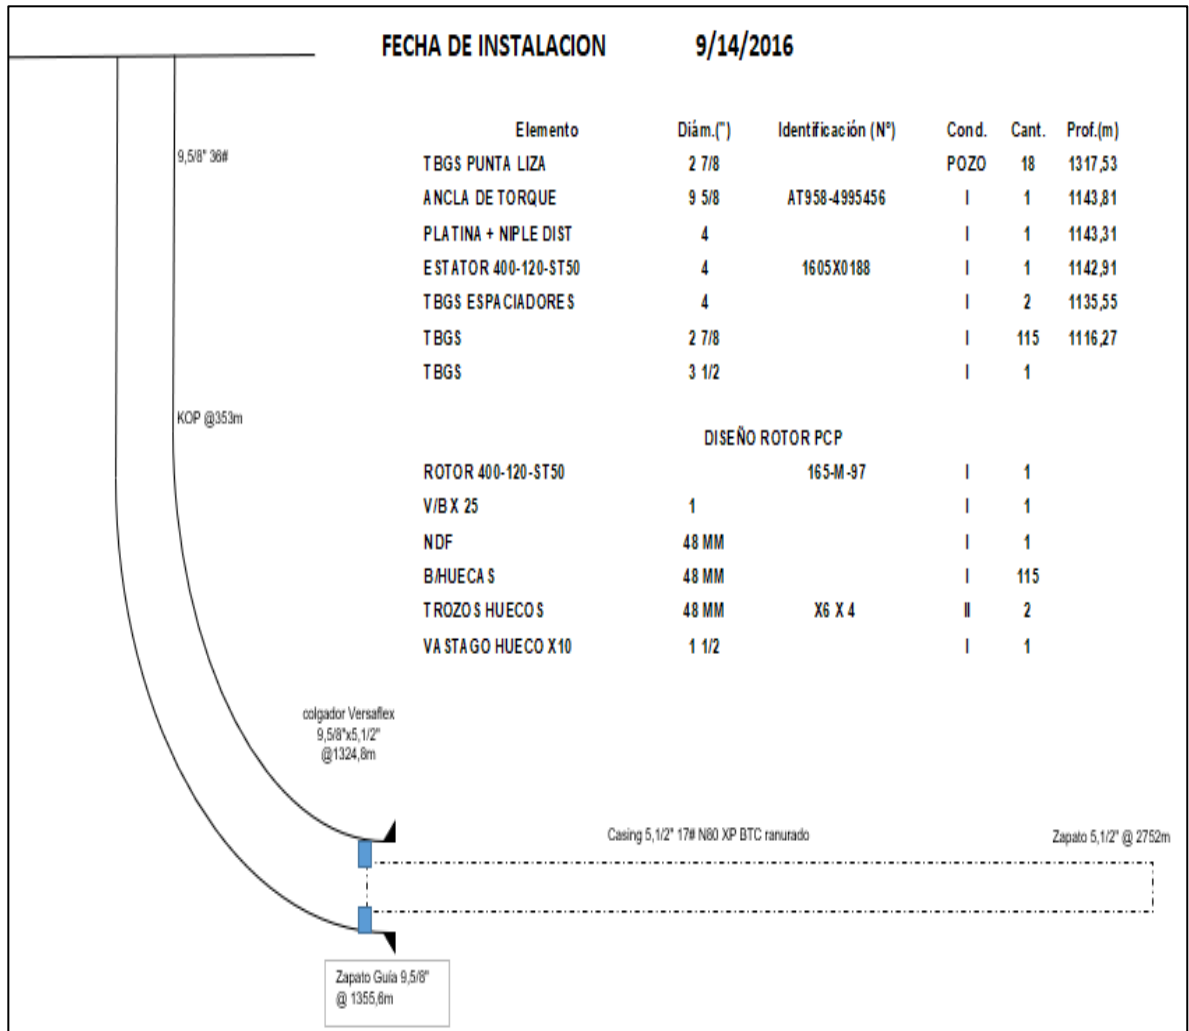 FECHA DE INSTALACION 9/14/2016
Elemento Diám.(") Identificación (N°) Cond. Cant. Prof.(m)
TBGS PUNTA LIZA 2 7/8 POZO 18 1317,53
ANCLA DE TORQUE 9 5/8 AT958-4995456 I 1 1143,81
PLATINA + NIPLE DIST 4 I 1 1143,31
ESTATOR 400-120-ST50 4 1605X0188 I 1 1142,91
TBGS ESPACIADORES 4 I 2 1135,55
TBGS 2 7/8 I 115 1116,27
TBGS 3 1/2 I 1
DISEÑO ROTOR PCP
ROTOR 400-120-ST50 165-M-97 I 1
V/B X 25 1 I 1
NDF 48 MM I 1
B/HUECAS 48 MM I 115
TROZOS HUECOS 48 MM X6 X 4 II 2
VASTAGO HUECO X10 1 1/2 I 1
9,5/8" 36#
KOP @353m
colgador Versaflex
9,5/8"x5,1/2"
@1324,8m
Casing 5,1/2" 17# N80 XP BTC ranurado
Zapato 5,1/2" @ 2752m
Zapato Guía 9,5/8"
@ 1355,6m